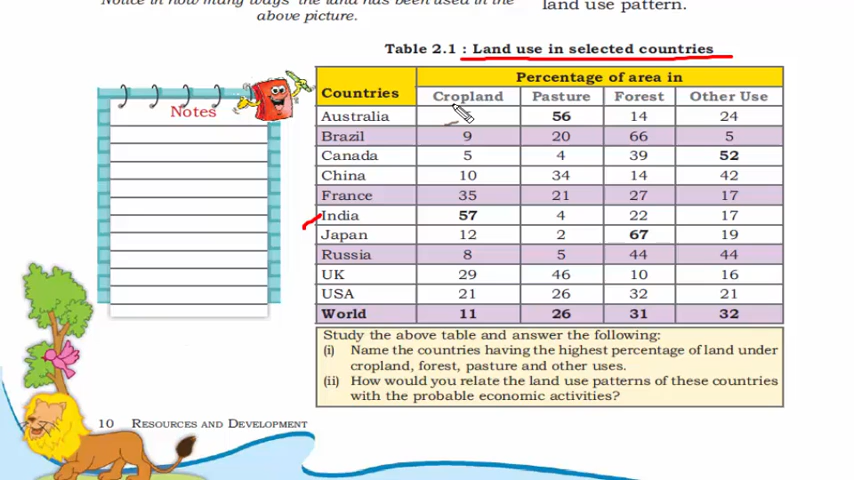 Notice in how many ways the land has been used in the
above picture.
land use pattern.
Table 2.1 : Land use in selected countries
Notes
Countries Percentage of area in
Cropland Pasture Forest Other Use
Australia 56 14 24
Brazil 9 20 66 5
Canada 5 4 39 52
China 10 34 14 42
France 35 21 27 17
India 57 4 22 17
Japan 12 2 67 19
Russia 8 5 44 44
UK 29 46 10 16
USA 21 26 32 21
World 11 26 31 32
Study the above table and answer the following:
(i) Name the countries having the highest percentage of land under
cropland, forest, pasture and other uses.
(ii) How would you relate the land use patterns of these countries
with the probable economic activities?
10 RESOURCES AND DEVELOPMENT